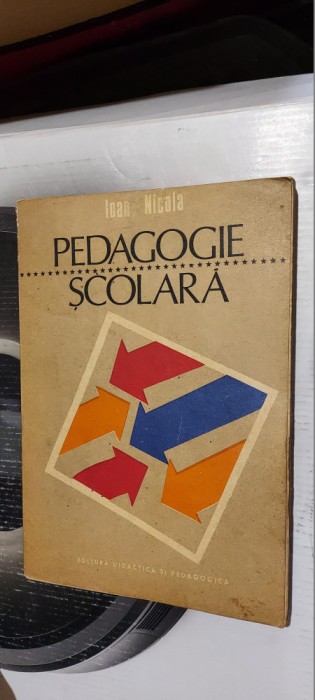 Ioan Nicola
PEDAGOGIE
ȘCOLARĂ
EDITURA DIDACTICĂ ȘI PEDAGOGICĂ